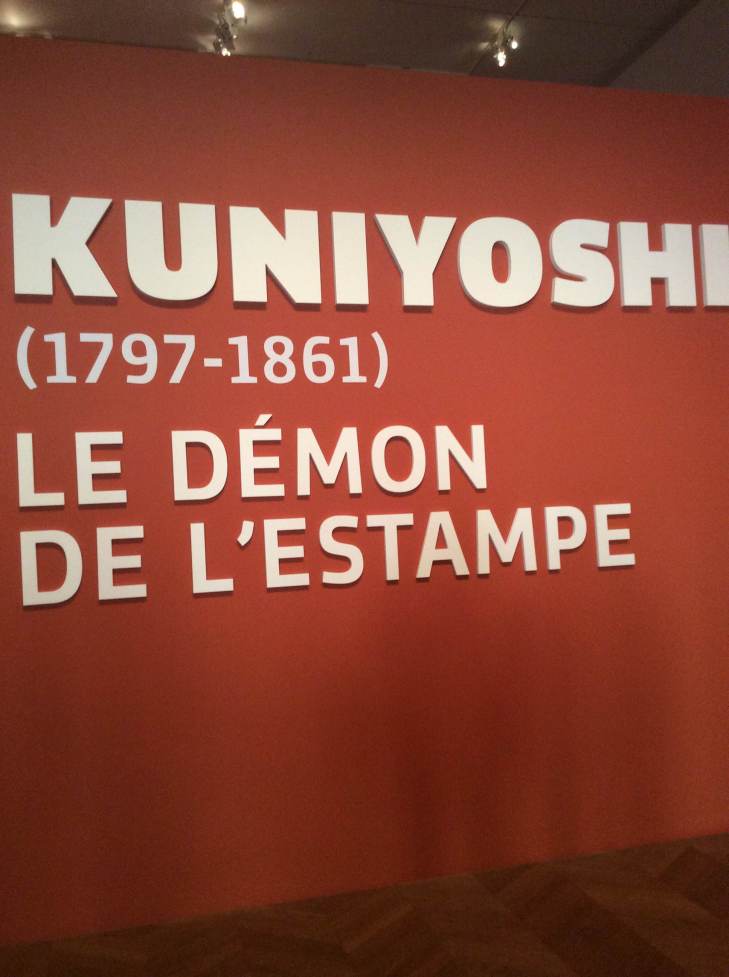 KUNIYOSHI
(1797-1861)
LE DÉMON
DE L'ESTAMPE